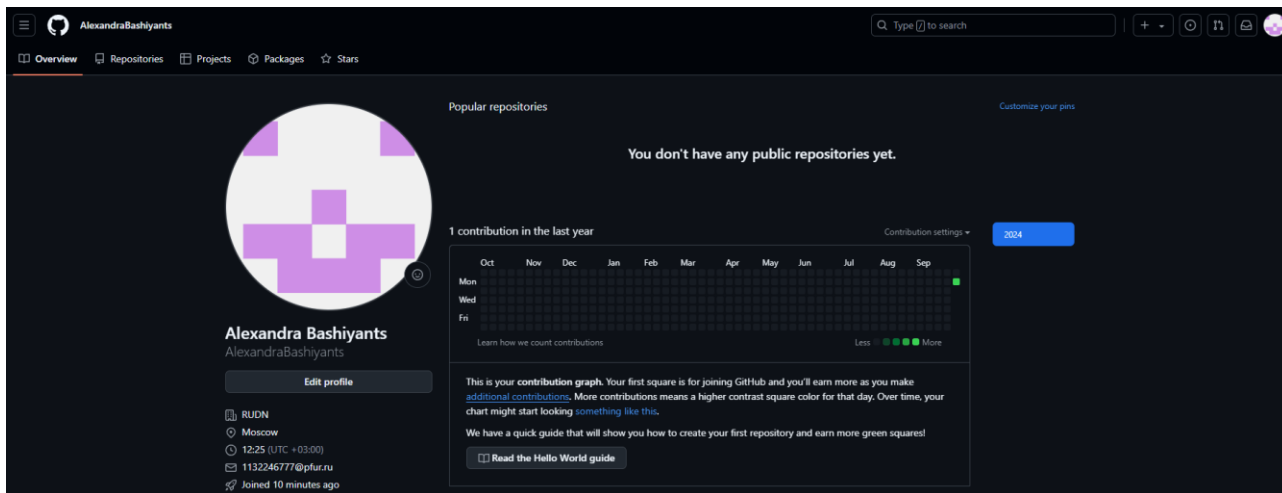 AlexandraBashiyants
Type / to search
Overview
Repositories
Projects
Packages
Stars
Popular repositories
Customize your pins
You don't have any public repositories yet.
1 contribution in the last year
Contribution settings
2024
Oct Nov Dec Jan Feb Mar Apr May Jun Jul Aug Sep
Mon
Wed
Fri
Learn how we count contributions
Less
More
This is your contribution graph. Your first square is for joining GitHub and you'll earn more as you make
additional contributions. More contributions means a higher contrast square color for that day. Over time, your
chart might start looking something like this.
We have a quick guide that will show you how to create your first repository and earn more green squares!
Read the Hello World guide
Alexandra Bashiyants
AlexandraBashiyants
Edit profile
RUDN
Moscow
12:25 (UTC +03:00)
1132246777@pfur.ru
Joined 10 minutes ago